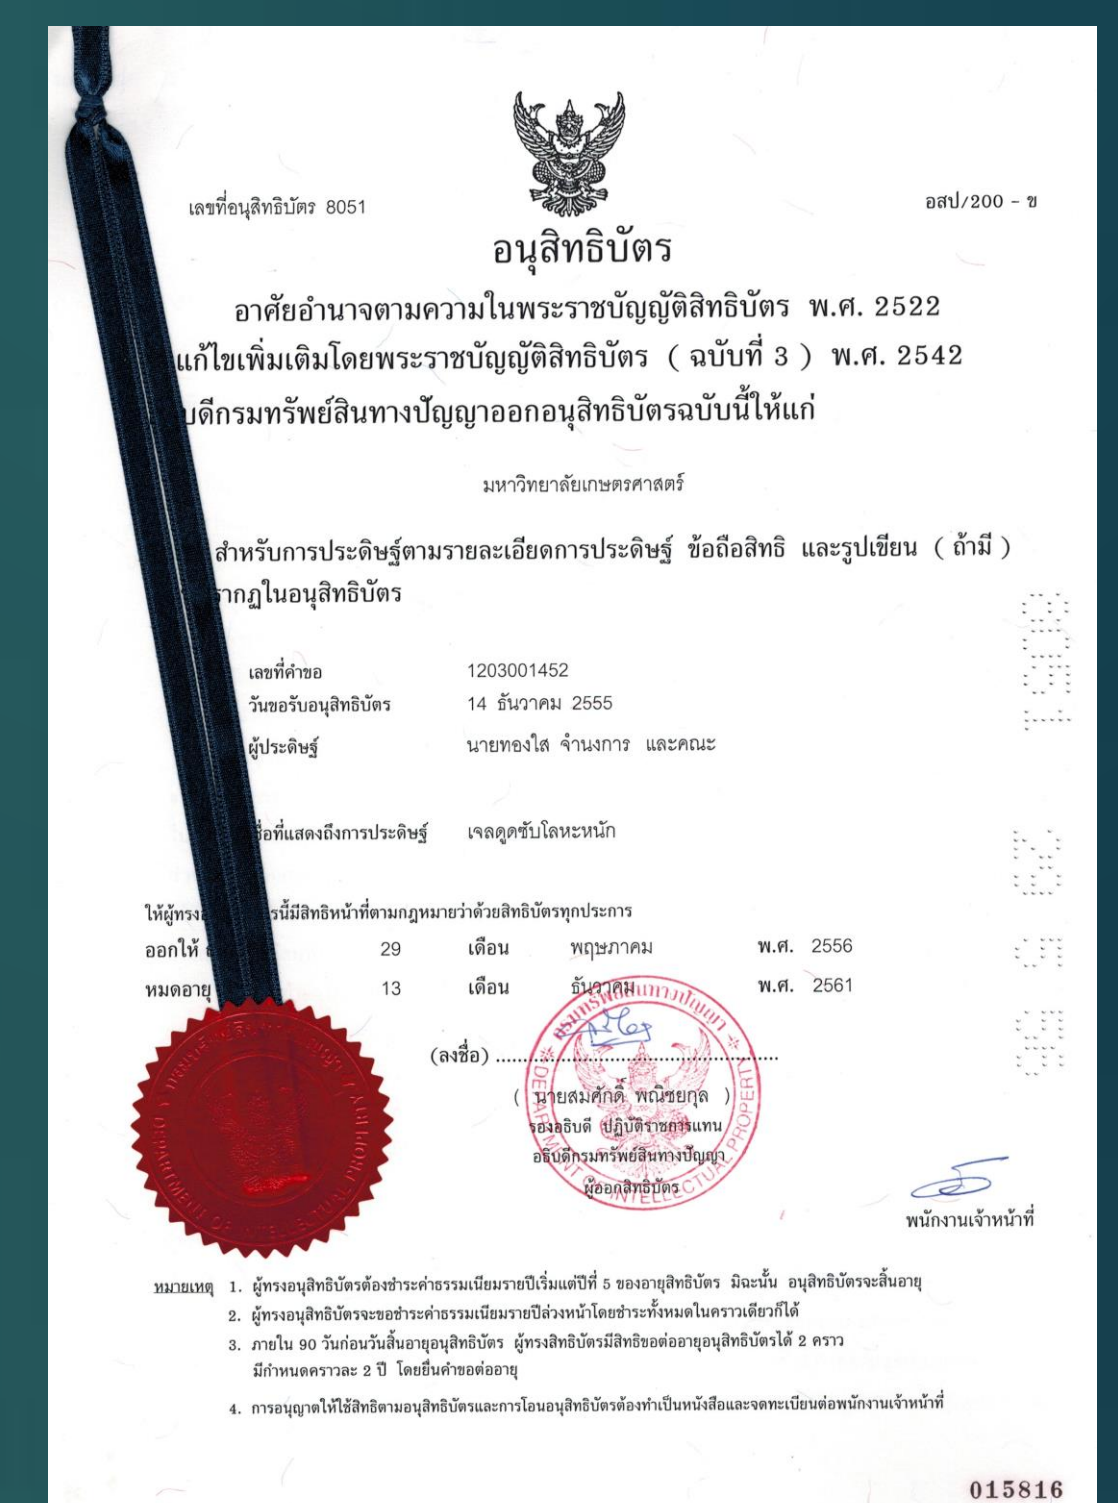 เลขที่อนุสิทธิบัตร 8051
อสป/200 - ข
อนุสิทธิบัตร
อาศัยอำนาจตามความในพระราชบัญญัติสิทธิบัตร พ.ศ. 2522
แก้ไขเพิ่มเติมโดยพระราชบัญญัติสิทธิบัตร ( ฉบับที่ 3 ) พ.ศ. 2542
บดีกรมทรัพย์สินทางปัญญาออกอนุสิทธิบัตรฉบับนี้ให้แก่
มหาวิทยาลัยเกษตรศาสตร์
สำหรับการประดิษฐ์ตามรายละเอียดการประดิษฐ์ ข้อถือสิทธิ และรูปเขียน ( ถ้ามี )
รากฏในอนุสิทธิบัตร
เลขที่คำขอ 1203001452
วันขอรับอนุสิทธิบัตร 14 ธันวาคม 2555
ผู้ประดิษฐ์ นายทองใส จำนงการ และคณะ
ชื่อที่แสดงถึงการประดิษฐ์ เจลดูดซับโลหะหนัก
ให้ผู้ทรง รนี้มีสิทธิหน้าที่ตามกฎหมายว่าด้วยสิทธิบัตรทุกประการ
ออกให้ 29 เดือน พฤษภาคม พ.ศ. 2556
หมดอายุ 13 เดือน ธันวาคม พ.ศ. 2561
(ลงชื่อ) ..................................................
( นายสมศักดิ์ พณิชยกุล )
รองอธิบดี ปฏิบัติราชการแทน
อธิบดีกรมทรัพย์สินทางปัญญา
ผู้ออกสิทธิบัตร
กรมทรัพย์สินทางปัญญา
DEPARTMENT OF INTELLECTUAL PROPERTY
พนักงานเจ้าหน้าที่
หมายเหตุ 1. ผู้ทรงอนุสิทธิบัตรต้องชำระค่าธรรมเนียมรายปีเริ่มแต่ปีที่ 5 ของอายุสิทธิบัตร มิฉะนั้น อนุสิทธิบัตรจะสิ้นอายุ
2. ผู้ทรงอนุสิทธิบัตรจะขอชำระค่าธรรมเนียมรายปีล่วงหน้าโดยชำระทั้งหมดในคราวเดียวก็ได้
3. ภายใน 90 วันก่อนวันสิ้นอายุอนุสิทธิบัตร ผู้ทรงสิทธิบัตรมีสิทธิขอต่ออายุอนุสิทธิบัตรได้ 2 คราว
มีกำหนดคราวละ 2 ปี โดยยื่นคำขอต่ออายุ
4. การอนุญาตให้ใช้สิทธิตามอนุสิทธิบัตรและการโอนอนุสิทธิบัตรต้องทำเป็นหนังสือและจดทะเบียนต่อพนักงานเจ้าหน้าที่
015816